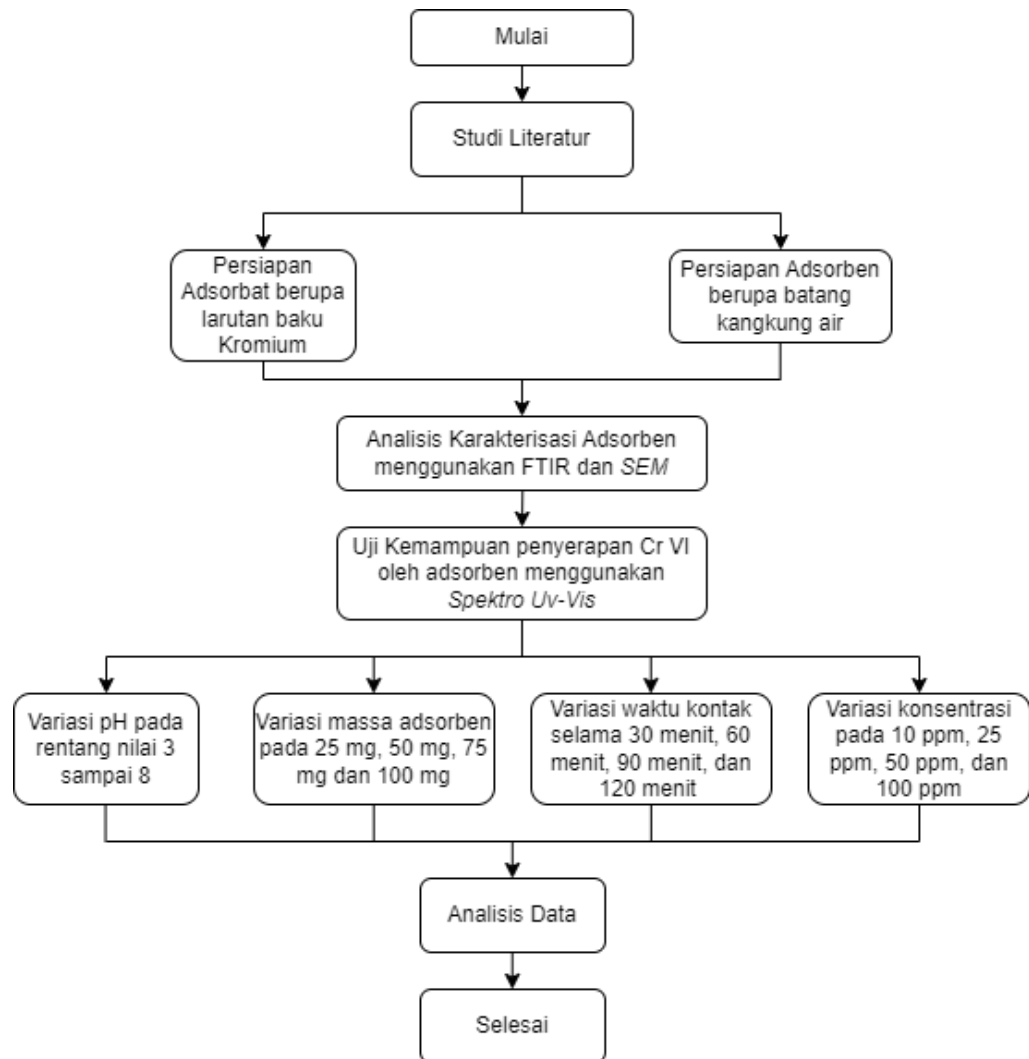 Mulai
Studi Literatur
Persiapan
Adsorbat berupa
larutan baku
Kromium
Persiapan Adsorben
berupa batang
kangkung air
Analisis Karakterisasi Adsorben
menggunakan FTIR dan SEM
Uji Kemampuan penyerapan Cr VI
oleh adsorben menggunakan
Spektro Uv-Vis
Variasi pH pada
rentang nilai 3
sampai 8
Variasi massa adsorben
pada 25 mg, 50 mg, 75
mg dan 100 mg
Variasi waktu kontak
selama 30 menit, 60
menit, 90 menit, dan
120 menit
Variasi konsentrasi
pada 10 ppm, 25
ppm, 50 ppm, dan
100 ppm
Analisis Data
Selesai